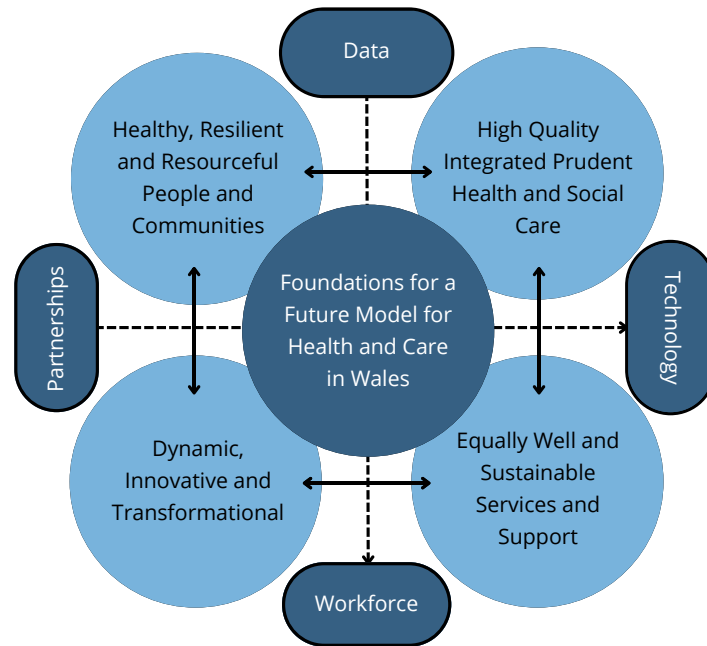 Data
Healthy, Resilient
and Resourceful
People and
Communities
High Quality
Integrated Prudent
Health and Social
Care
Partnerships
Foundations for a
Future Model for
Health and Care
in Wales
Technology
Dynamic,
Innovative and
Transformational
Equally Well and
Sustainable
Services and
Support
Workforce